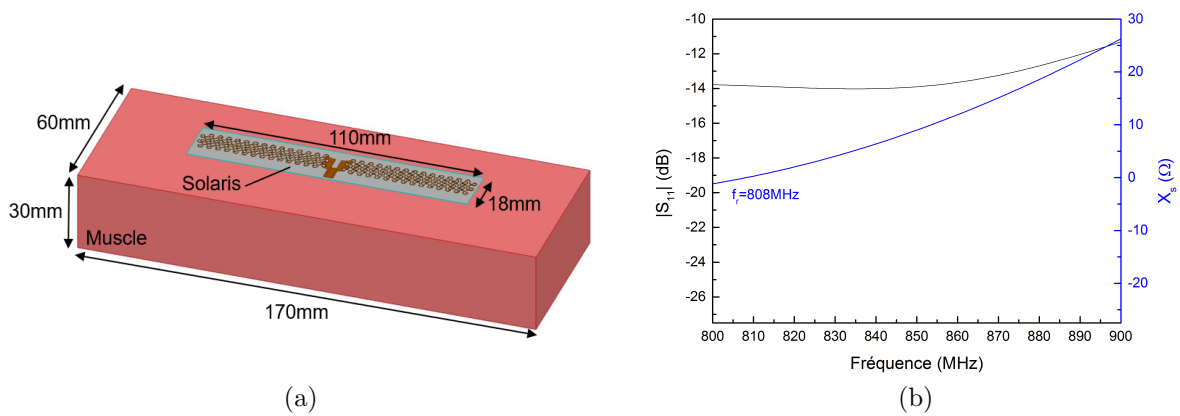 60mm
110mm
Solaris
18mm
30mm
Muscle
170mm
(a)
-10
-12
-14
-16
-18
-20
-22
-24
-26
|S11| (dB)
30
20
10
0
-10
-20
Xs (Ω)
fr=808MHz
800 810 820 830 840 850 860 870 880 890 900
Fréquence (MHz)
(b)